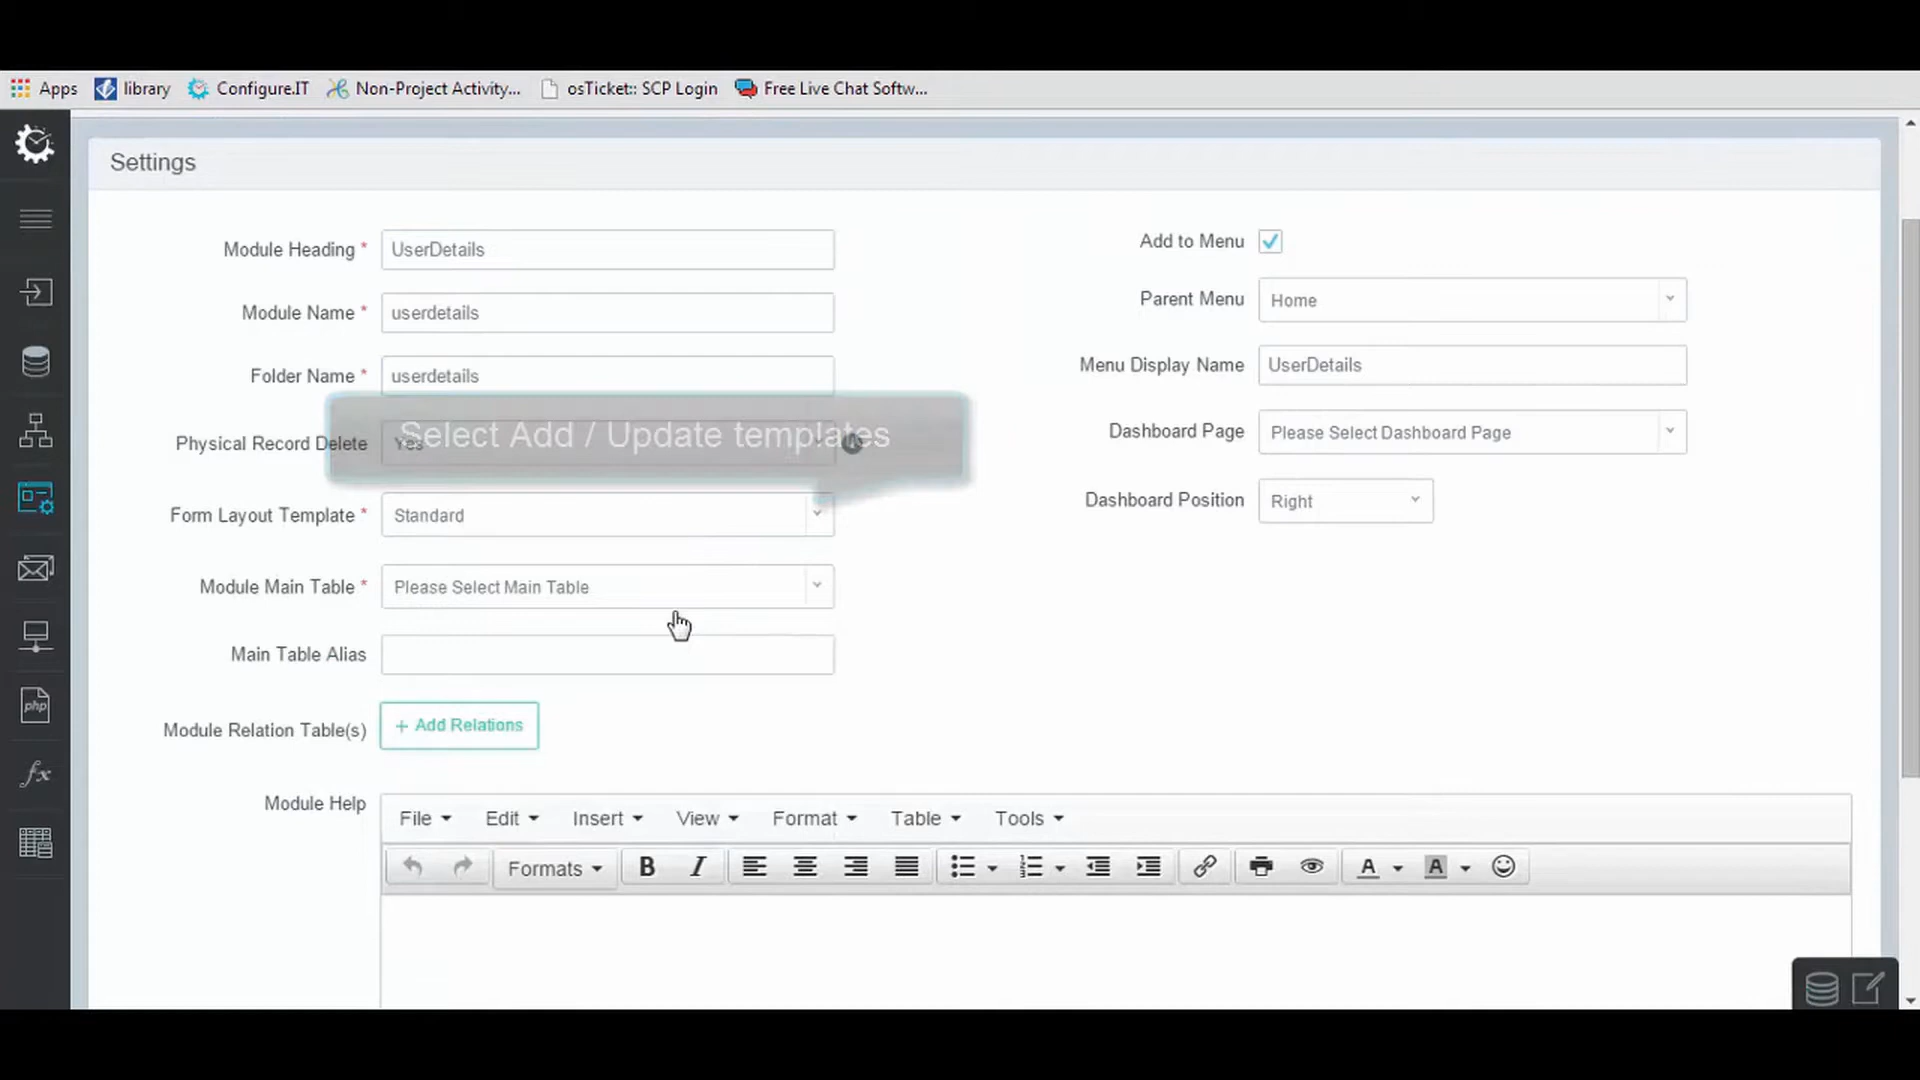 Apps library Configure.IT Non-Project Activity... osTicket:: SCP Login Free Live Chat Softw...
Settings
Module Heading * UserDetails
Module Name * userdetails
Folder Name * userdetails
Physical Record Delete Yes
Select Add / Update templates
Form Layout Template * Standard
Module Main Table * Please Select Main Table
Main Table Alias
Module Relation Table(s) + Add Relations
Add to Menu
Parent Menu Home
Menu Display Name UserDetails
Dashboard Page Please Select Dashboard Page
Dashboard Position Right
Module Help File Edit Insert View Format Table Tools
Formats B I A A
php
fx